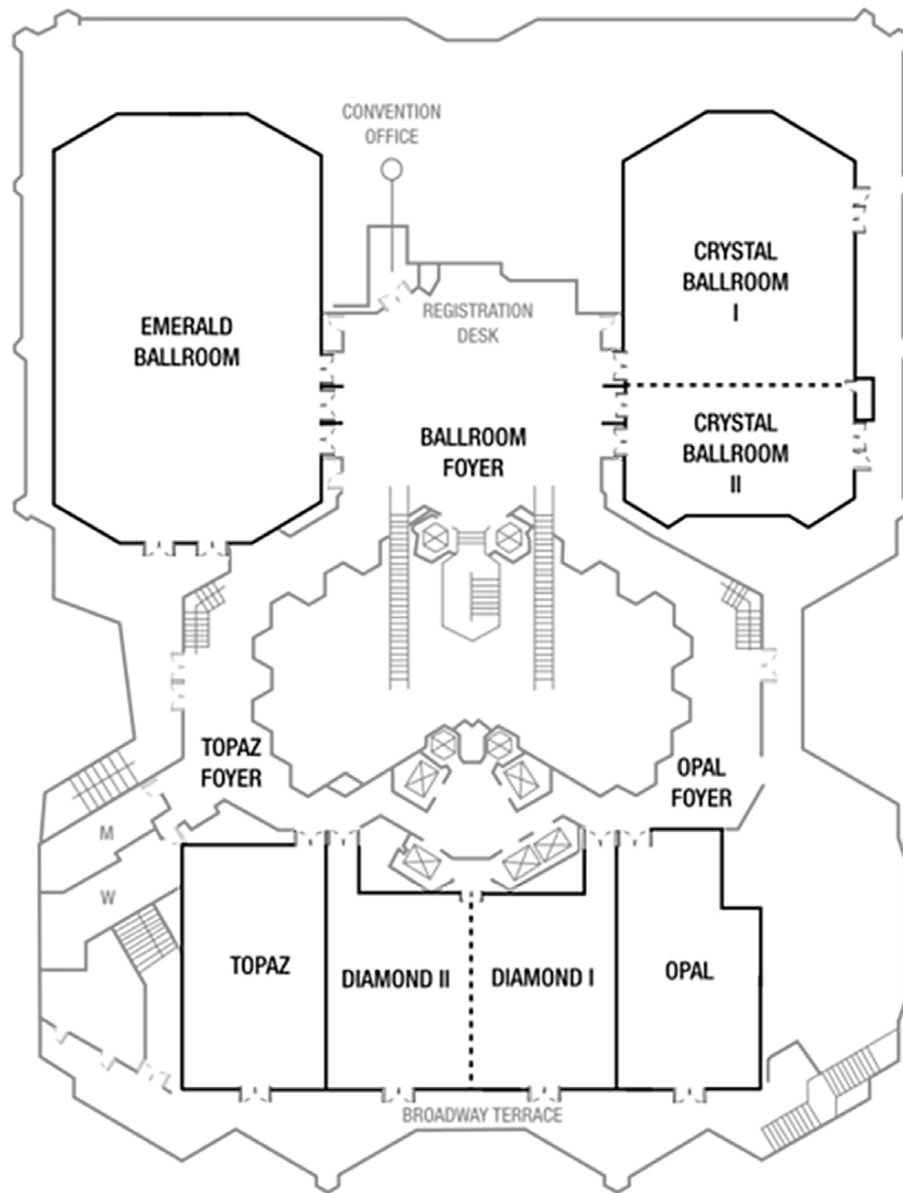 CONVENTION
OFFICE
EMERALD
BALLROOM
REGISTRATION
DESK
CRYSTAL
BALLROOM
I
BALLROOM
FOYER
CRYSTAL
BALLROOM
II
TOPAZ
FOYER
OPAL
FOYER
M
W
TOPAZ
DIAMOND II
DIAMOND I
OPAL
BROADWAY TERRACE